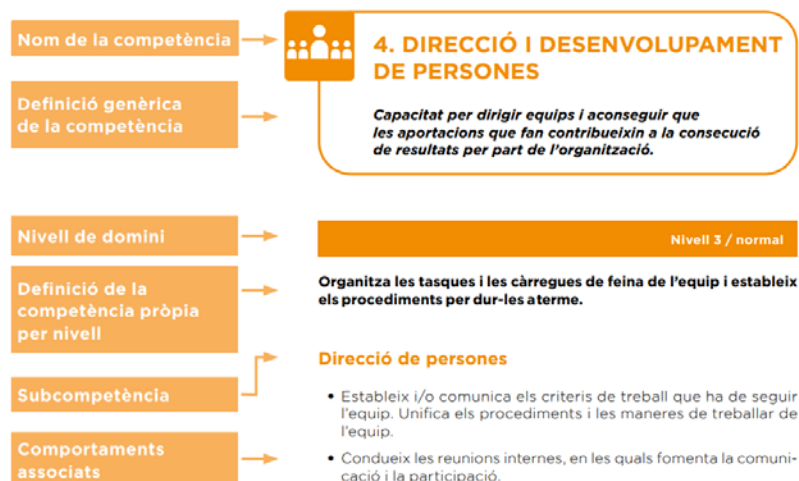 Nom de la competència
4. DIRECCIÓ I DESENVOLUPAMENT
DE PERSONES
Definició genèrica
de la competència
Capacitat per dirigir equips i aconseguir que
les aportacions que fan contribueixin a la consecució
de resultats per part de l'organització.
Nivell de domini
Nivell 3 / normal
Definició de la
competència pròpia
per nivell
Organitza les tasques i les càrregues de feina de l'equip i estableix
els procediments per dur-les aterme.
Subcompetència
Direcció de persones
Comportaments
associats
• Estableix i/o comunica els criteris de treball que ha de seguir
l'equip. Unifica els procediments i les maneres de treballar de
l'equip.
• Condueix les reunions internes, en les quals fomenta la comuni-
cació i la participació.